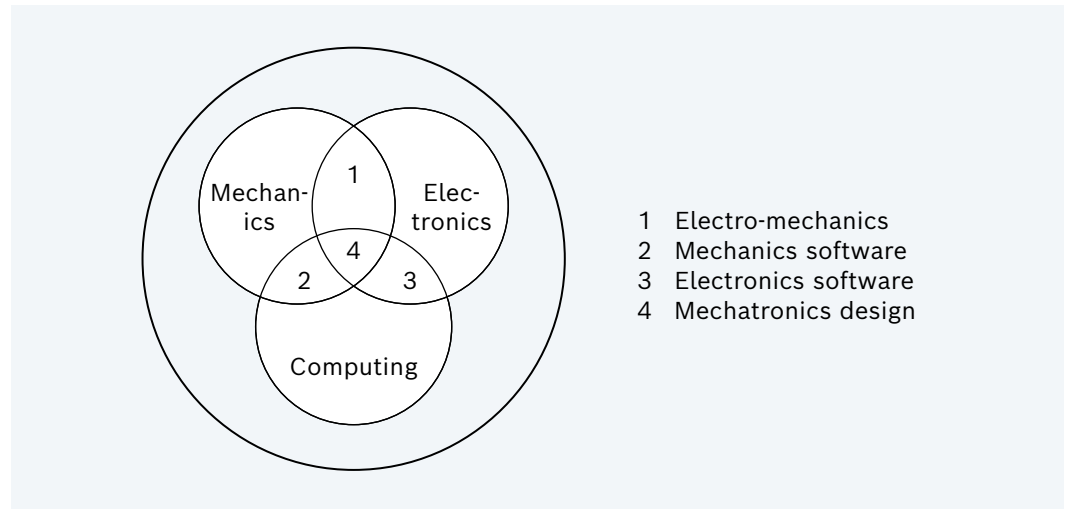 1
Mechan-
ics
Elec-
tronics
4
2
3
Computing
1 Electro-mechanics
2 Mechanics software
3 Electronics software
4 Mechatronics design